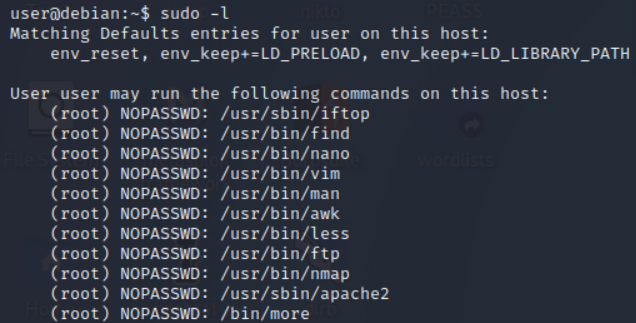 user@debian:~$ sudo -l
Matching Defaults entries for user on this host:
    env_reset, env_keep+=LD_PRELOAD, env_keep+=LD_LIBRARY_PATH

User user may run the following commands on this host:
    (root) NOPASSWD: /usr/sbin/iftop
    (root) NOPASSWD: /usr/bin/find
    (root) NOPASSWD: /usr/bin/nano
    (root) NOPASSWD: /usr/bin/vim
    (root) NOPASSWD: /usr/bin/man
    (root) NOPASSWD: /usr/bin/awk
    (root) NOPASSWD: /usr/bin/less
    (root) NOPASSWD: /usr/bin/ftp
    (root) NOPASSWD: /usr/bin/nmap
    (root) NOPASSWD: /usr/sbin/apache2
    (root) NOPASSWD: /bin/more
nikto
PEASS
wordlists